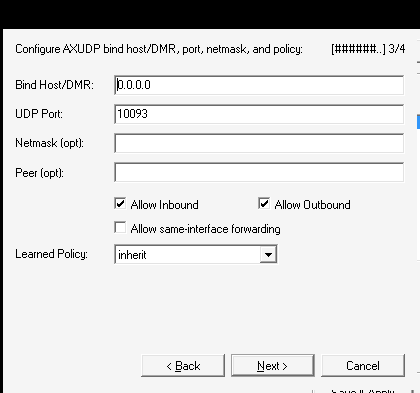 Configure AXUDP bind host/DMR, port, netmask, and policy: [######..] 3/4
Bind Host/DMR: 0.0.0.0
UDP Port: 10093
Netmask (opt):
Peer (opt):
Allow Inbound Allow Outbound
Allow same-interface forwarding
Learned Policy: inherit
< Back Next > Cancel